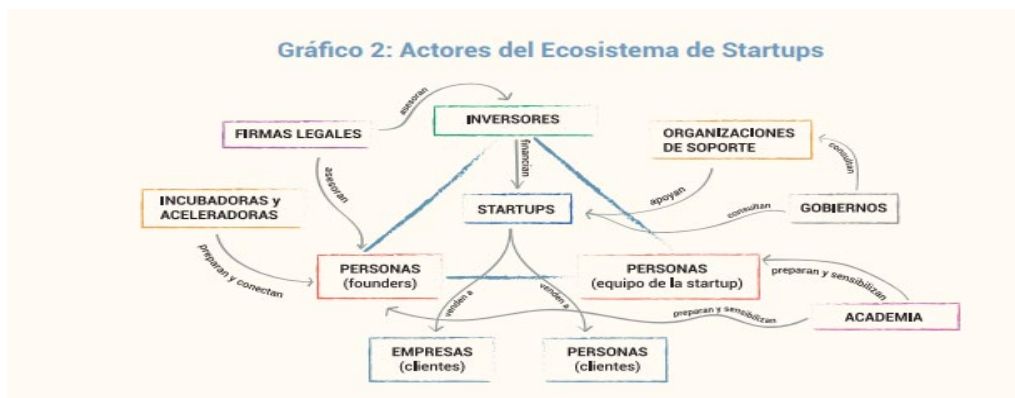 Gráfico 2: Actores del Ecosistema de Startups
asesoran
INVERSORES
FIRMAS LEGALES
ORGANIZACIONES
DE SOPORTE
financian
consultan
asesoran
apoyan
INCUBADORAS y
ACELERADORAS
STARTUPS
consultan
GOBIERNOS
preparan y conectan
PERSONAS
(founders)
PERSONAS
(equipo de la startup)
preparan y sensibilizan
venden a
venden a
preparan y sensibilizan
ACADEMIA
EMPRESAS
(clientes)
PERSONAS
(clientes)